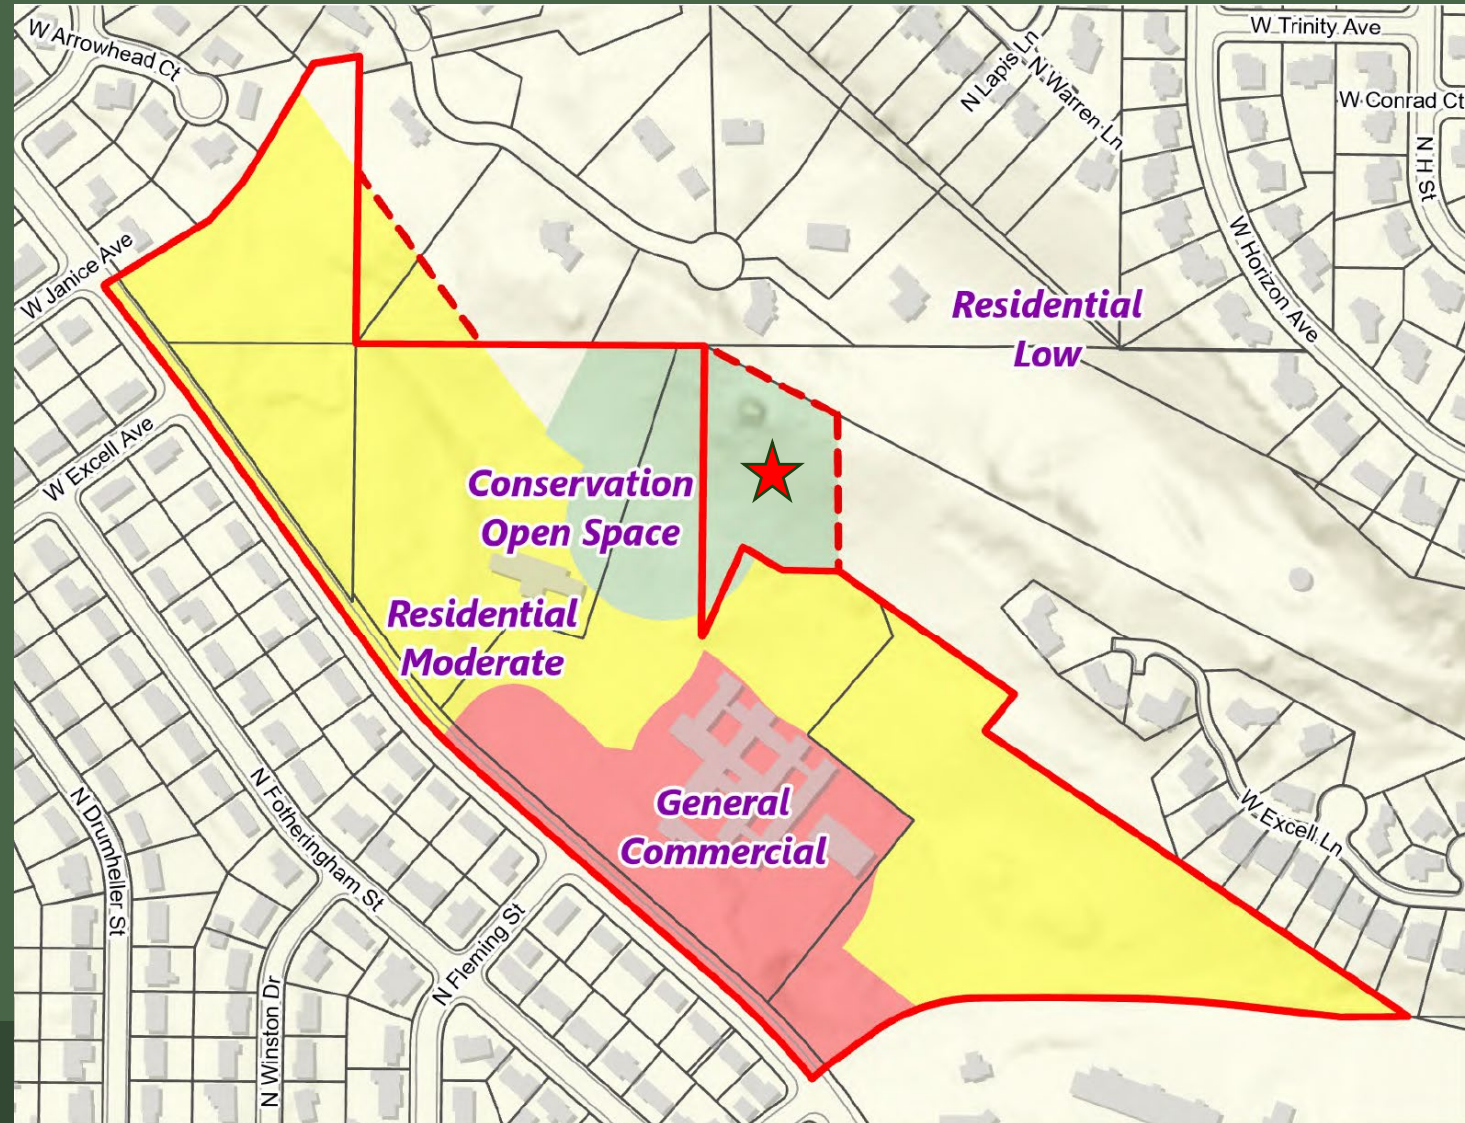 W Arrowhead Ct
W Trinity Ave
N Lapis Ln
N Warren Ln
W Conrad Ct
N H St
W Janice Ave
W Horizon Ave
Residential
Low
W Excell Ave
Conservation
Open Space
Residential
Moderate
N Drumheller St
N Fotheringham St
General
Commercial
W Excell Ln
N Fleming St
N Winston Dr